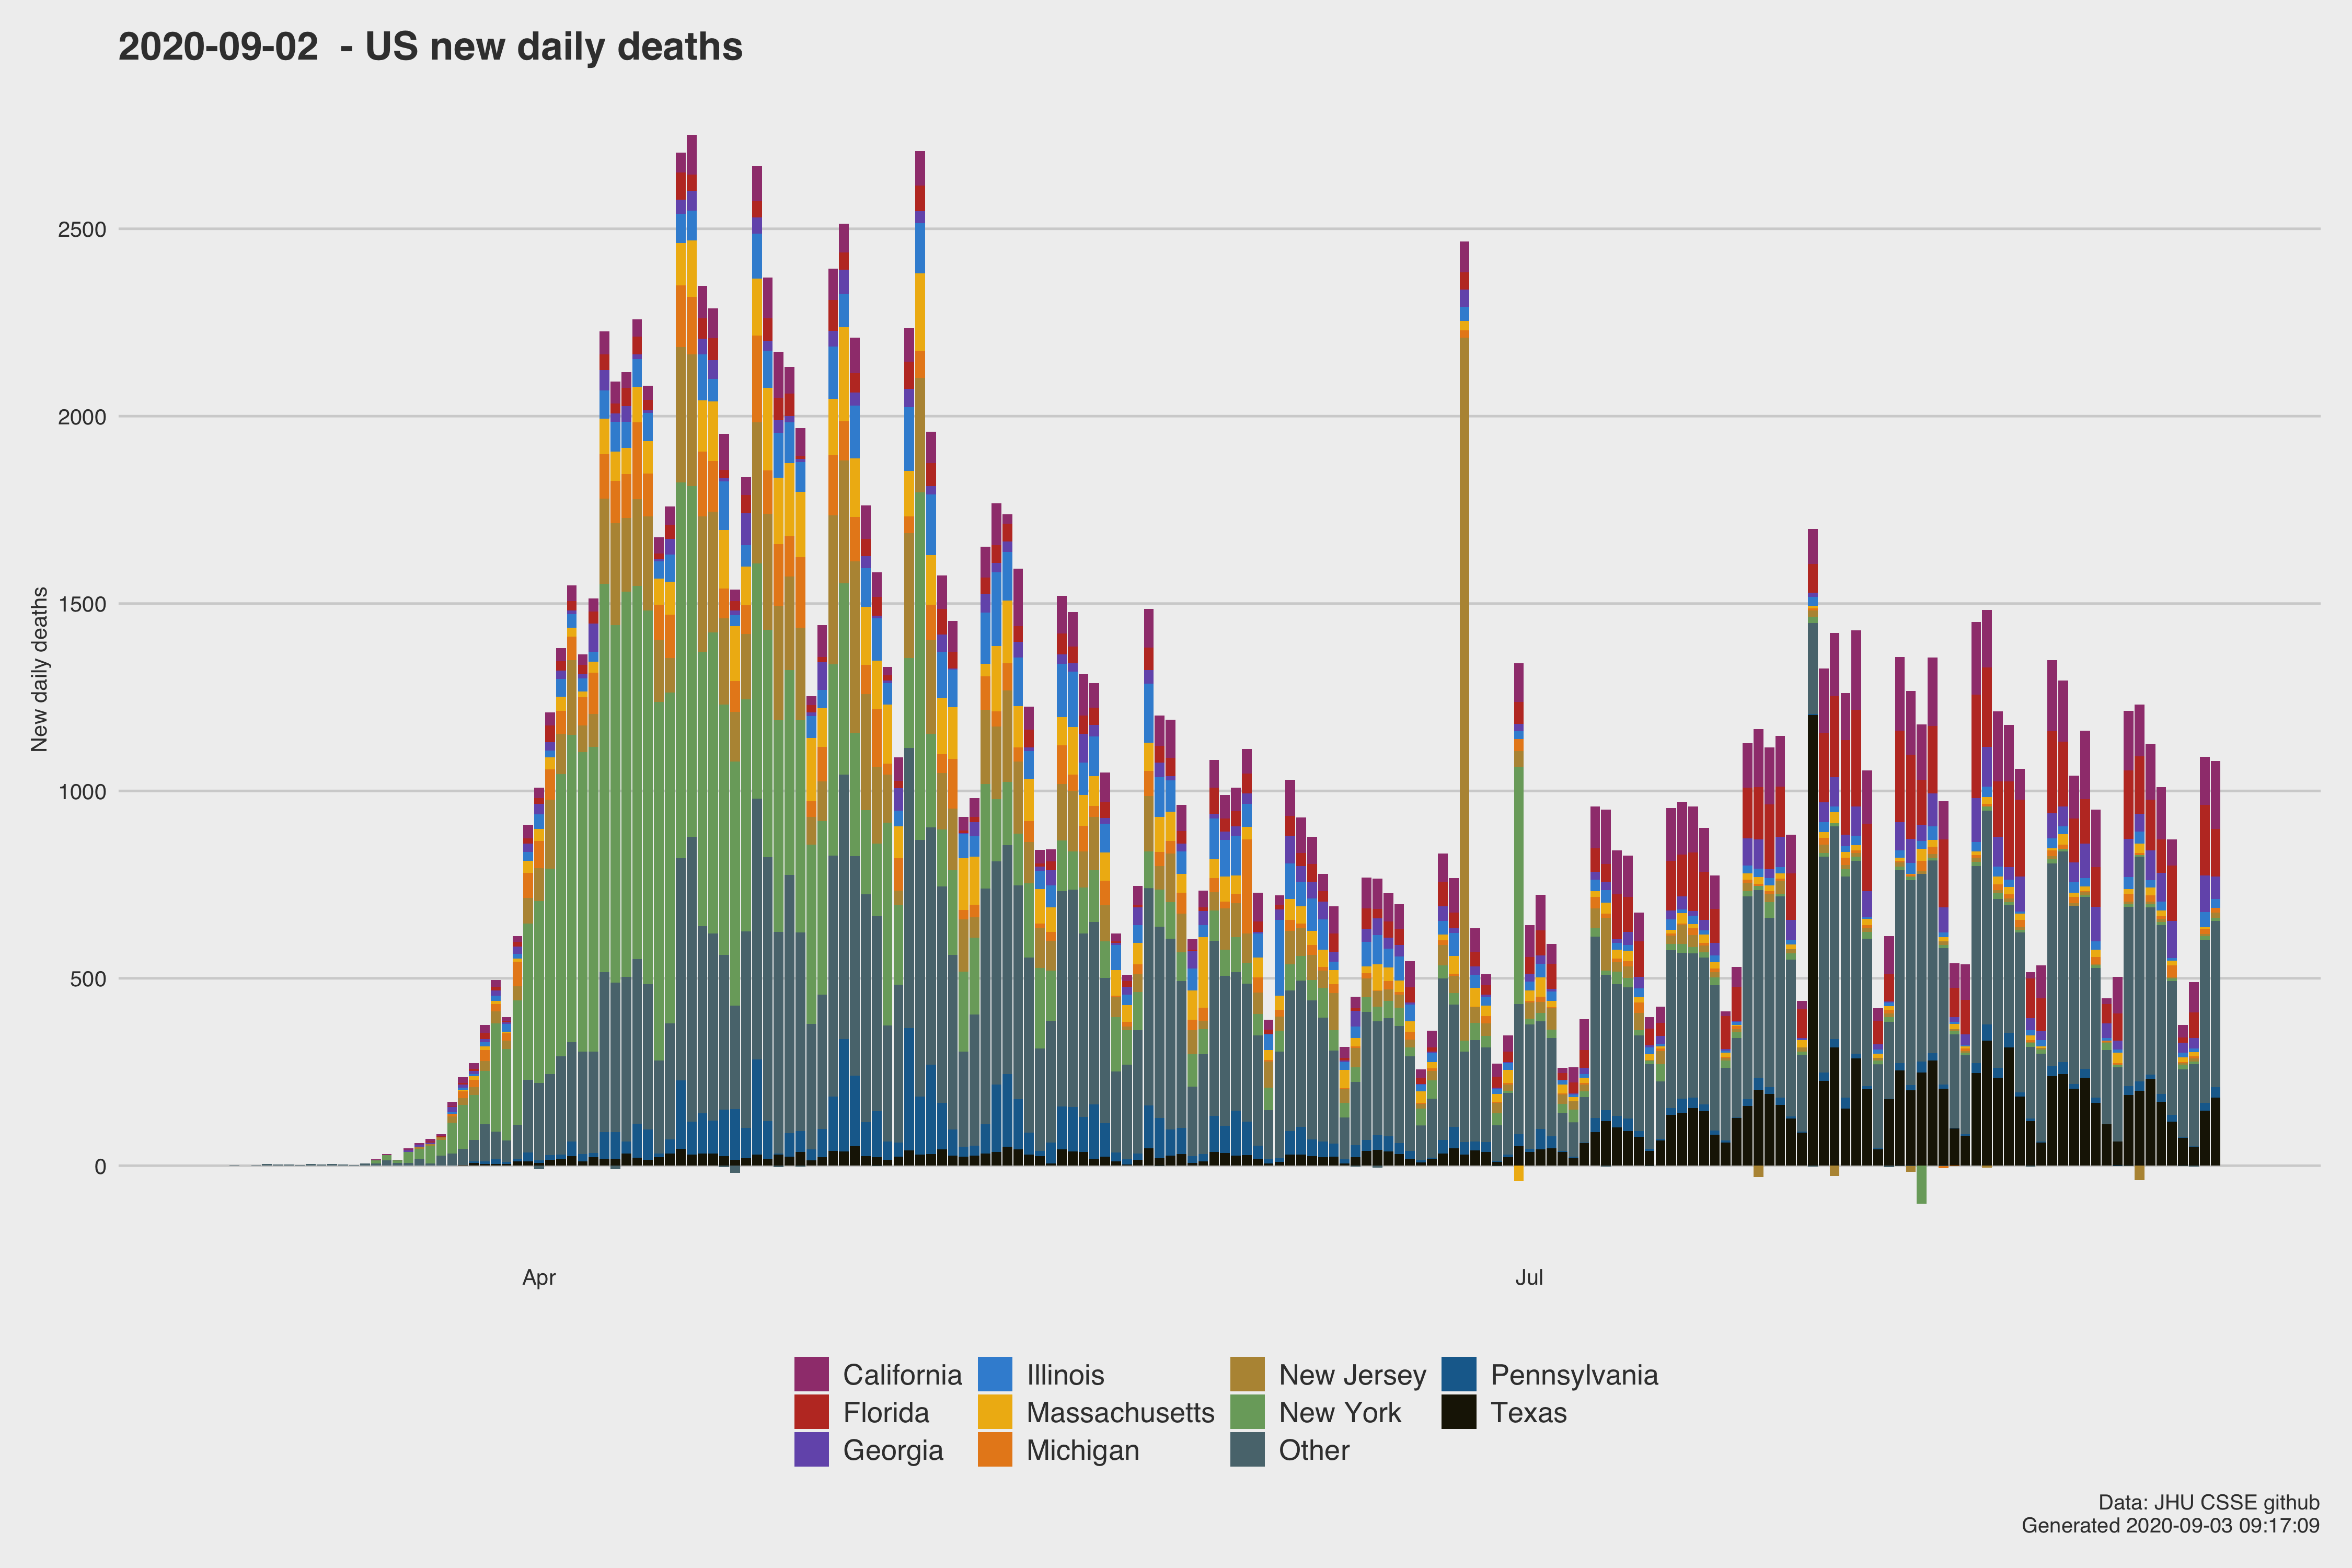 2020-09-02  - US new daily deaths
New daily deaths
2500
2000
1500
1000
500
0
Apr
Jul
California
Florida
Georgia
Illinois
Massachusetts
Michigan
New Jersey
New York
Other
Pennsylvania
Texas
Data: JHU CSSE github
Generated 2020-09-03 09:17:09